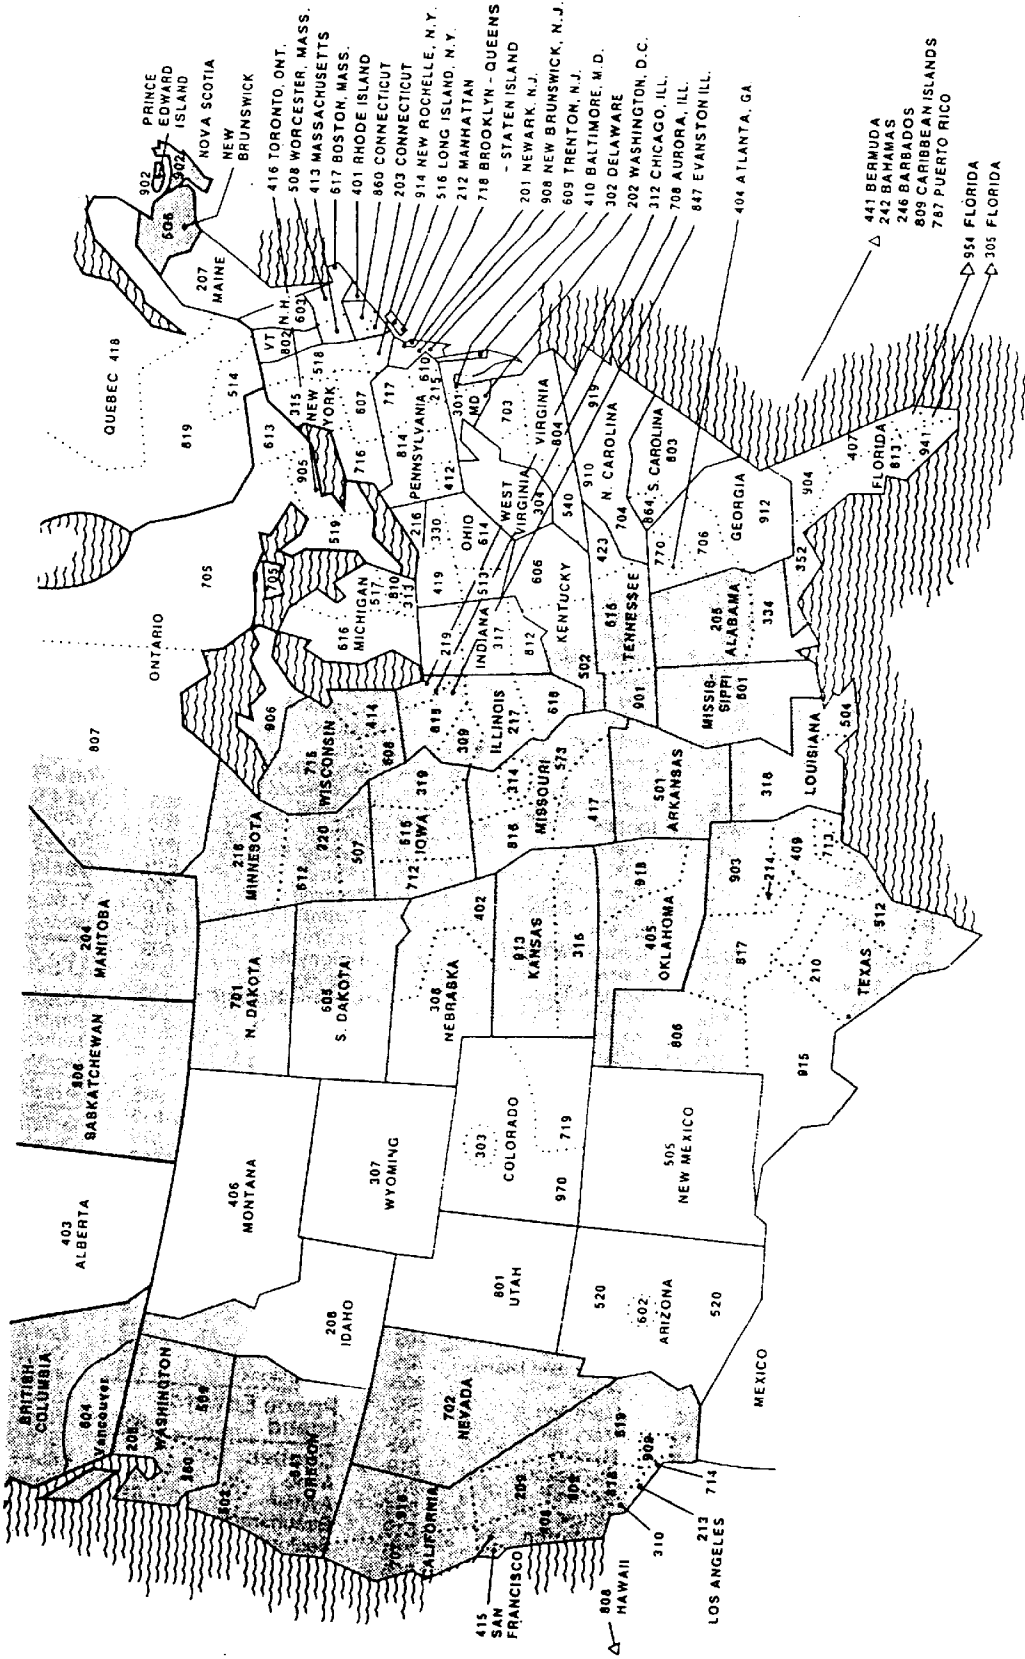 BRITISH-
COLUMBIA
604
Vancouver
403
ALBERTA
SASKATCHEWAN
204
MANITOBA
807
ONTARIO
705
705
819
QUEBEC 418
514
613
905
519
902
PRINCE
EDWARD
ISLAND
902
NOVA SCOTIA
NEW
BRUNSWICK
506
207
MAINE
VT
802
N.H.
603
206
WASHINGTON
509
360
503
OREGON
208
IDAHO
406
MONTANA
307
WYOMING
701
N. DAKOTA
605
S. DAKOTA
308
NEBRASKA
402
218
MINNESOTA
612
507
715
WISCONSIN
414
608
906
616
MICHIGAN
517
810
313
315
NEW
YORK
518
607
716
717
814
PENNSYLVANIA
610
215
412
216
330
OHIO
614
419
513
219
INDIANA
317
812
815
309
ILLINOIS
217
618
319
515
IOWA
712
314
MISSOURI
573
816
417
913
KANSAS
316
303
COLORADO
719
970
801
UTAH
702
NEVADA
707
916
CALIFORNIA
209
818
619
909
714
310
213
LOS ANGELES
415
SAN
FRANCISCO
808
HAWAII
520
602
ARIZONA
520
MEXICO
505
NEW MEXICO
806
915
817
903
214
409
713
512
210
TEXAS
918
405
OKLAHOMA
501
ARKANSAS
318
LOUISIANA
504
MISSIS-
SIPPI
601
205
ALABAMA
334
901
615
TENNESSEE
423
502
KENTUCKY
606
WEST
VIRGINIA
304
540
VIRGINIA
804
703
301
MD
919
910
N. CAROLINA
704
S. CAROLINA
803
864
770
706
GEORGIA
912
352
904
407
FLORIDA
813
941
416 TORONTO, ONT.
508 WORCESTER, MASS.
413 MASSACHUSETTS
617 BOSTON, MASS.
401 RHODE ISLAND
860 CONNECTICUT
203 CONNECTICUT
914 NEW ROCHELLE, N.Y.
516 LONG ISLAND, N.Y.
212 MANHATTAN
718 BROOKLYN - QUEENS
- STATEN ISLAND
201 NEWARK, N.J.
908 NEW BRUNSWICK, N.J.
609 TRENTON, N.J.
410 BALTIMORE, M.D.
302 DELAWARE
202 WASHINGTON, D.C.
312 CHICAGO, ILL.
708 AURORA, ILL.
847 EVANSTON ILL.
404 ATLANTA, GA
441 BERMUDA
242 BAHAMAS
246 BARBADOS
809 CARIBBEAN ISLANDS
787 PUERTO RICO
954 FLORIDA
305 FLORIDA